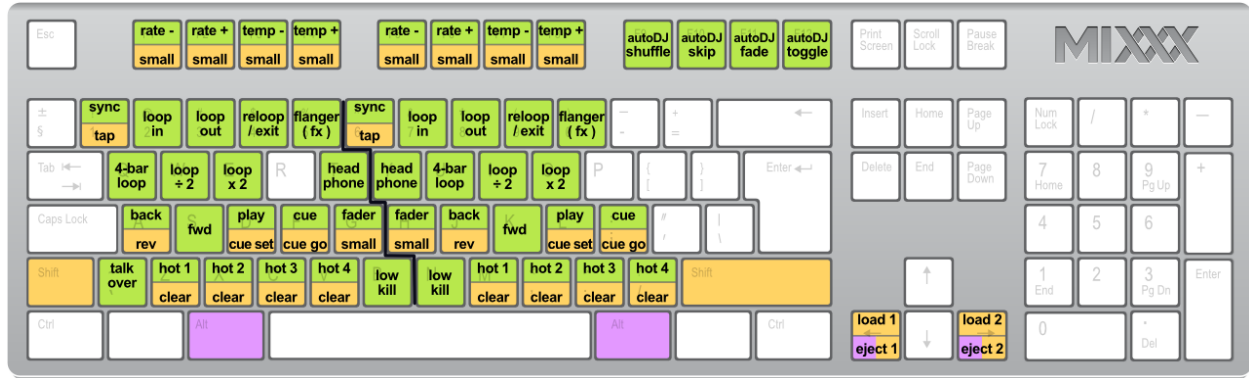 Esc
rate - rate + temp - temp + rate - rate + temp - temp + autoDJ autoDJ autoDJ autoDJ
small small small small small small small small shuffle skip fade toggle
Print Screen
Scroll Lock
Pause Break
MIXXX
± §
sync tap
loop in
loop out
reloop / exit
flanger ( fx )
sync tap
loop in
loop out
reloop / exit
flanger ( fx )
— -
+ =
Insert
Home
Page Up
Num Lock
/
*
—
Tab
4-bar loop
loop ÷ 2
loop x 2
R
head phone
head phone
4-bar loop
loop ÷ 2
loop x 2
P
{ [
} ]
Enter
Delete
End
Page Down
7 Home
8
9 Pg Up
+
Caps Lock
back rev
fwd
play cue set
cue cue go
fader small
fader small
back rev
fwd
play cue set
cue cue go
" '
| \
4
5
6
Shift
talk over
hot 1 clear
hot 2 clear
hot 3 clear
hot 4 clear
low kill
low kill
hot 1 clear
hot 2 clear
hot 3 clear
hot 4 clear
Shift
↑
1 End
2
3 Pg Dn
Enter
Ctrl
Alt
Alt
Ctrl
load 1 eject 1
↓
load 2 eject 2
0
. Del